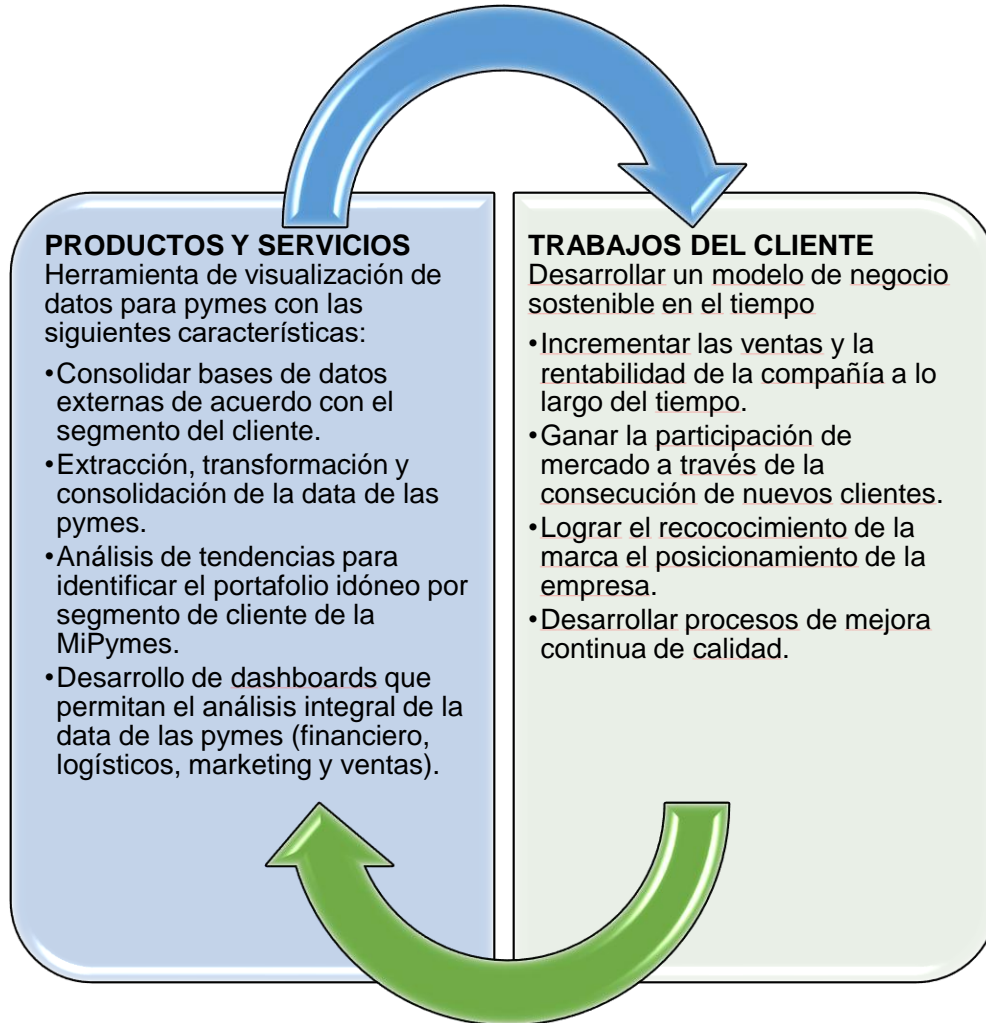 PRODUCTOS Y SERVICIOS
Herramienta de visualización de
datos para pymes con las
siguientes características:
•Consolidar bases de datos
externas de acuerdo con el
segmento del cliente.
•Extracción, transformación y
consolidación de la data de las
pymes.
•Análisis de tendencias para
identificar el portafolio idóneo por
segmento de cliente de la
MiPymes.
•Desarrollo de dashboards que
permitan el análisis integral de la
data de las pymes (financiero,
logísticos, marketing y ventas).
TRABAJOS DEL CLIENTE
Desarrollar un modelo de negocio
sostenible en el tiempo
•Incrementar las ventas y la
rentabilidad de la compañía a lo
largo del tiempo.
•Ganar la participación de
mercado a través de la
consecución de nuevos clientes.
•Lograr el recococimiento de la
marca el posicionamiento de la
empresa.
•Desarrollar procesos de mejora
continua de calidad.